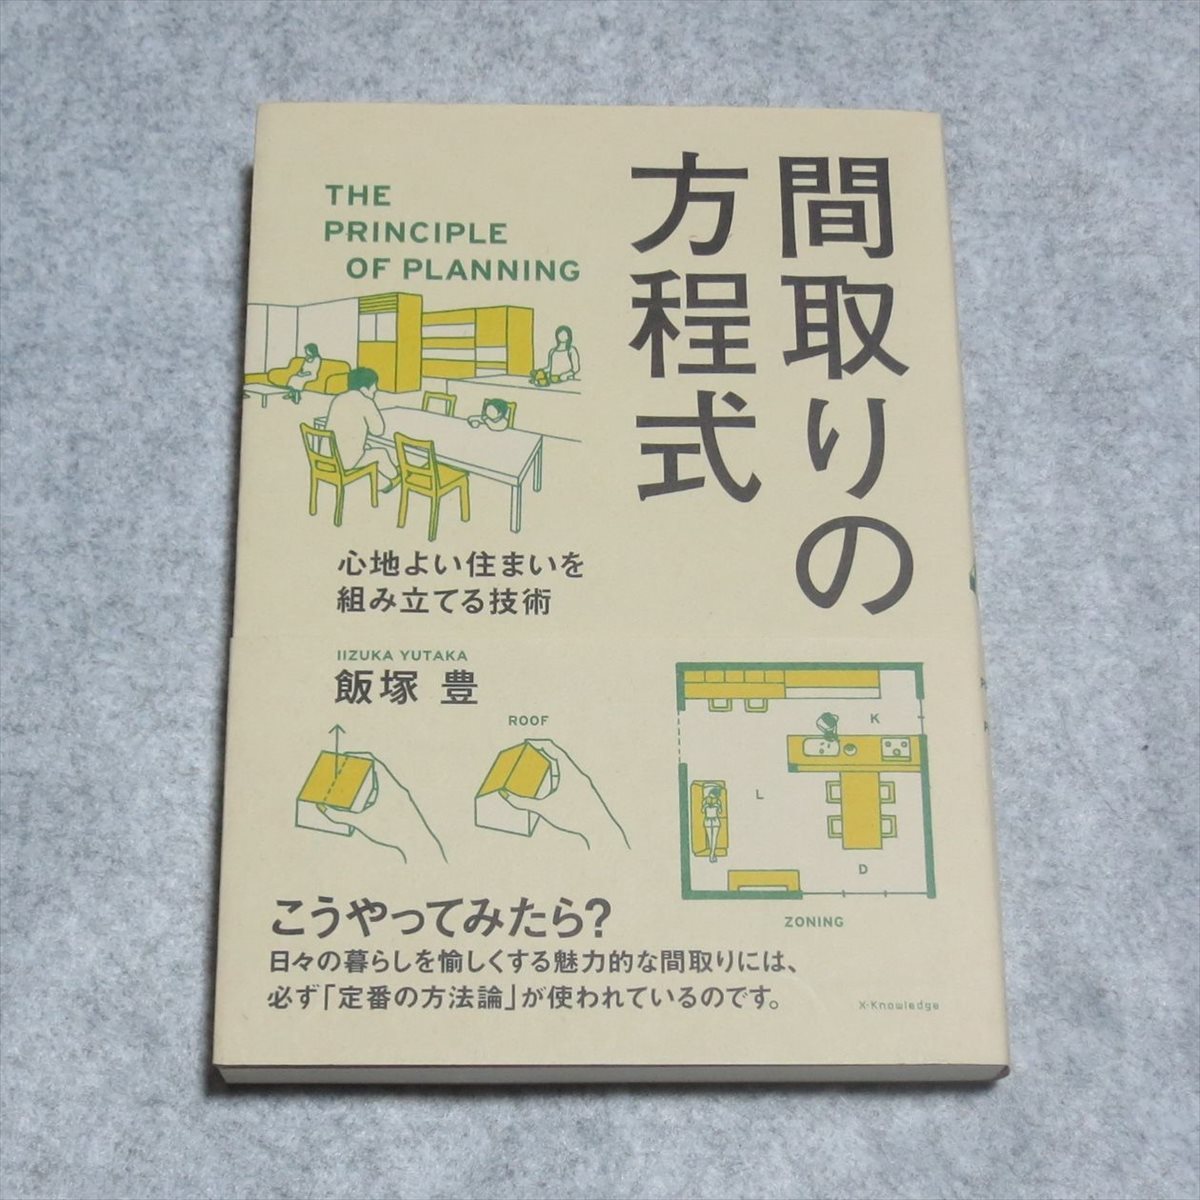 間取りの
方程式
THE
PRINCIPLE
OF PLANNING
心地よい住まいを
組み立てる技術
IIZUKA YUTAKA
飯塚 豊
ROOF
K
L
D
ZONING
こうやってみたら?
日々の暮らしを愉しくする魅力的な間取りには、
必ず「定番の方法論」が使われているのです。
X-Knowledge